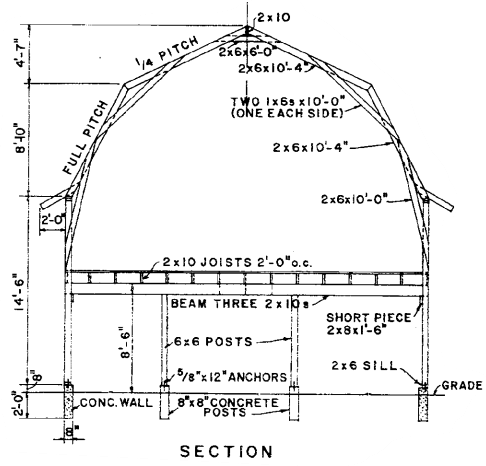 2x10
4'-7"
1/4 PITCH
2x6x6'-0"
2x6x10'-4"
TWO 1x6s x10'-0"
(ONE EACH SIDE)
8'-10"
FULL PITCH
2x6x10'-4"
2x6x10'-0"
2'-0"
2x10 JOISTS 2'-0" o.c.
14'-6"
BEAM THREE 2x10s
8'-6"
SHORT PIECE
2x8x1'-6"
6x6 POSTS
5/8"x12" ANCHORS
2x6 SILL
8"
GRADE
2'-0"
CONC. WALL
8"x8" CONCRETE
POSTS
8"
SECTION